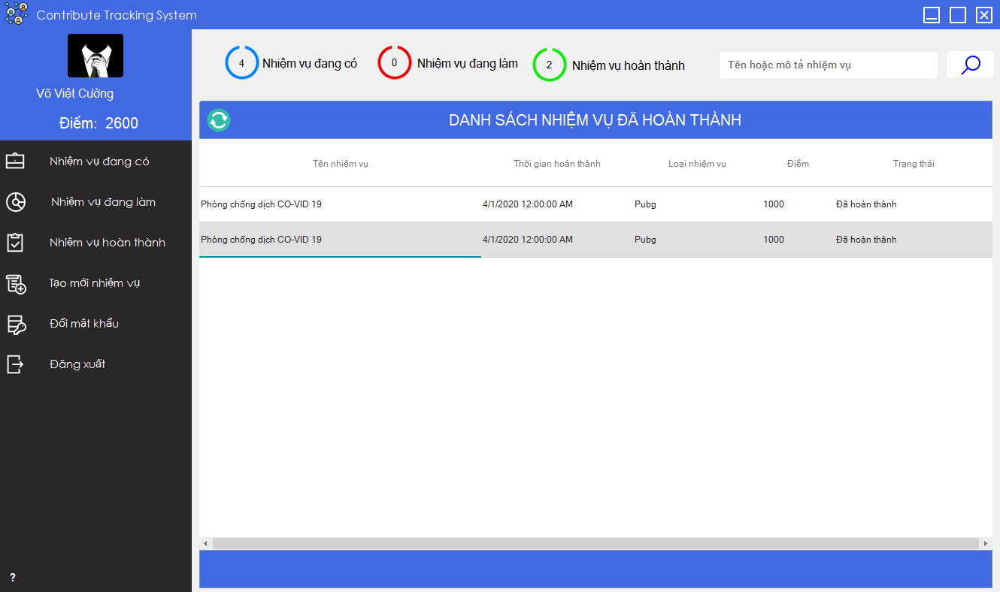 Contribute Tracking System
Võ Việt Cường
Điểm: 2600
Nhiệm vụ đang có
Nhiệm vụ đang làm
Nhiệm vụ hoàn thành
Tạo mới nhiệm vụ
Đổi mật khẩu
Đăng xuất
?
4 Nhiệm vụ đang có 0 Nhiệm vụ đang làm 2 Nhiệm vụ hoàn thành Tên hoặc mô tả nhiệm vụ
DANH SÁCH NHIỆM VỤ ĐÃ HOÀN THÀNH
Tên nhiệm vụ Thời gian hoàn thành Loại nhiệm vụ Điểm Trạng thái
Phòng chống dịch CO-VID 19 4/1/2020 12:00:00 AM Pubg 1000 Đã hoàn thành
Phòng chống dịch CO-VID 19 4/1/2020 12:00:00 AM Pubg 1000 Đã hoàn thành